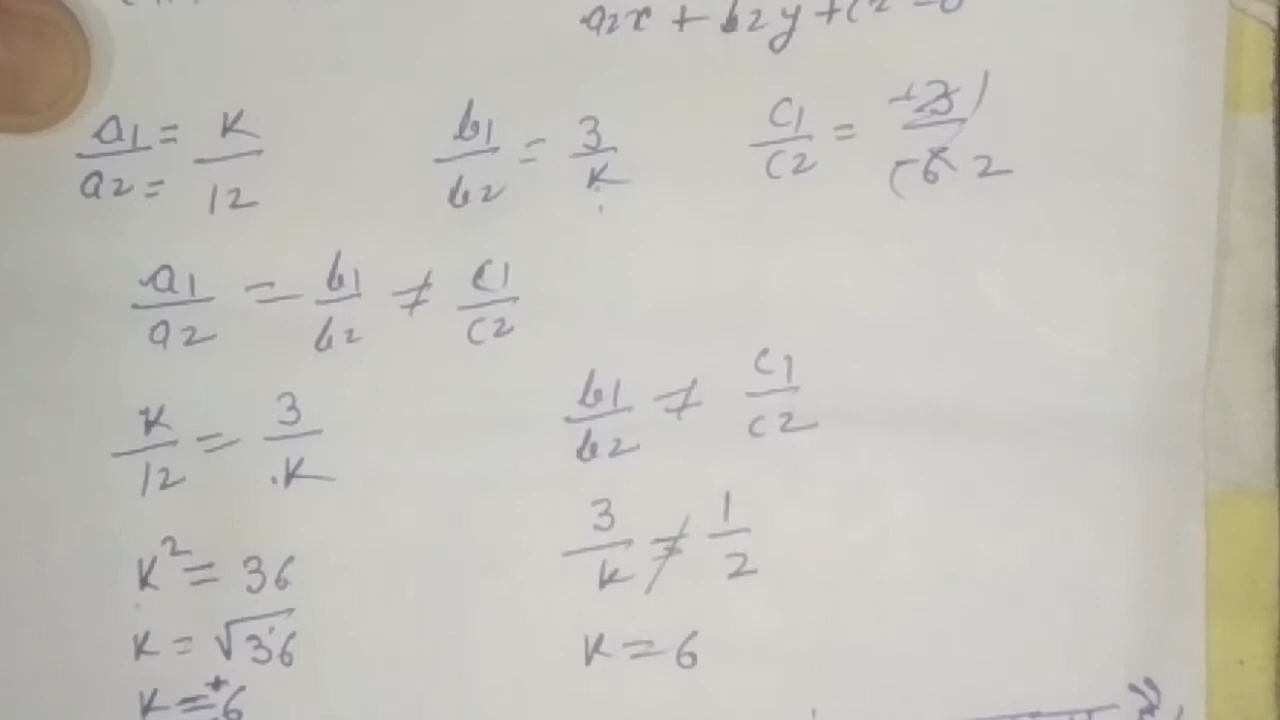 a2x + b2y + c2 = 0
a1/a2 = K/12 b1/b2 = 3/K c1/c2 = +3 1/+6 2
a1/a2 = b1/b2 ≠ c1/c2
K/12 = 3/K b1/b2 ≠ c1/c2
K² = 36 3/K ≠ 1/2
K = √36 K = 6
K = ±6